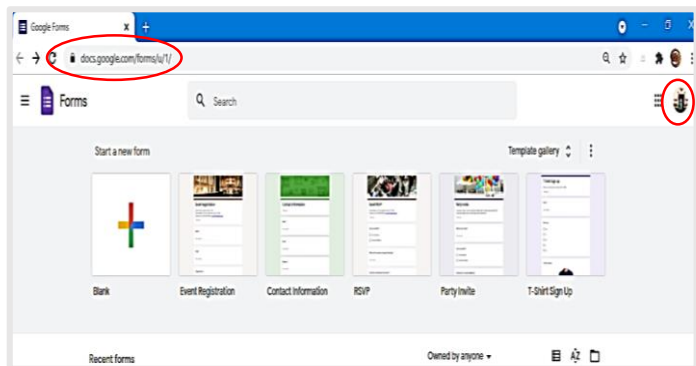 Google Forms
docs.google.com/forms/u/1/
Forms
Search
Start a new form
Template gallery
Blank
Event Registration
Contact Information
RSVP
Party Invite
T-Shirt Sign Up
Recent forms
Owned by anyone